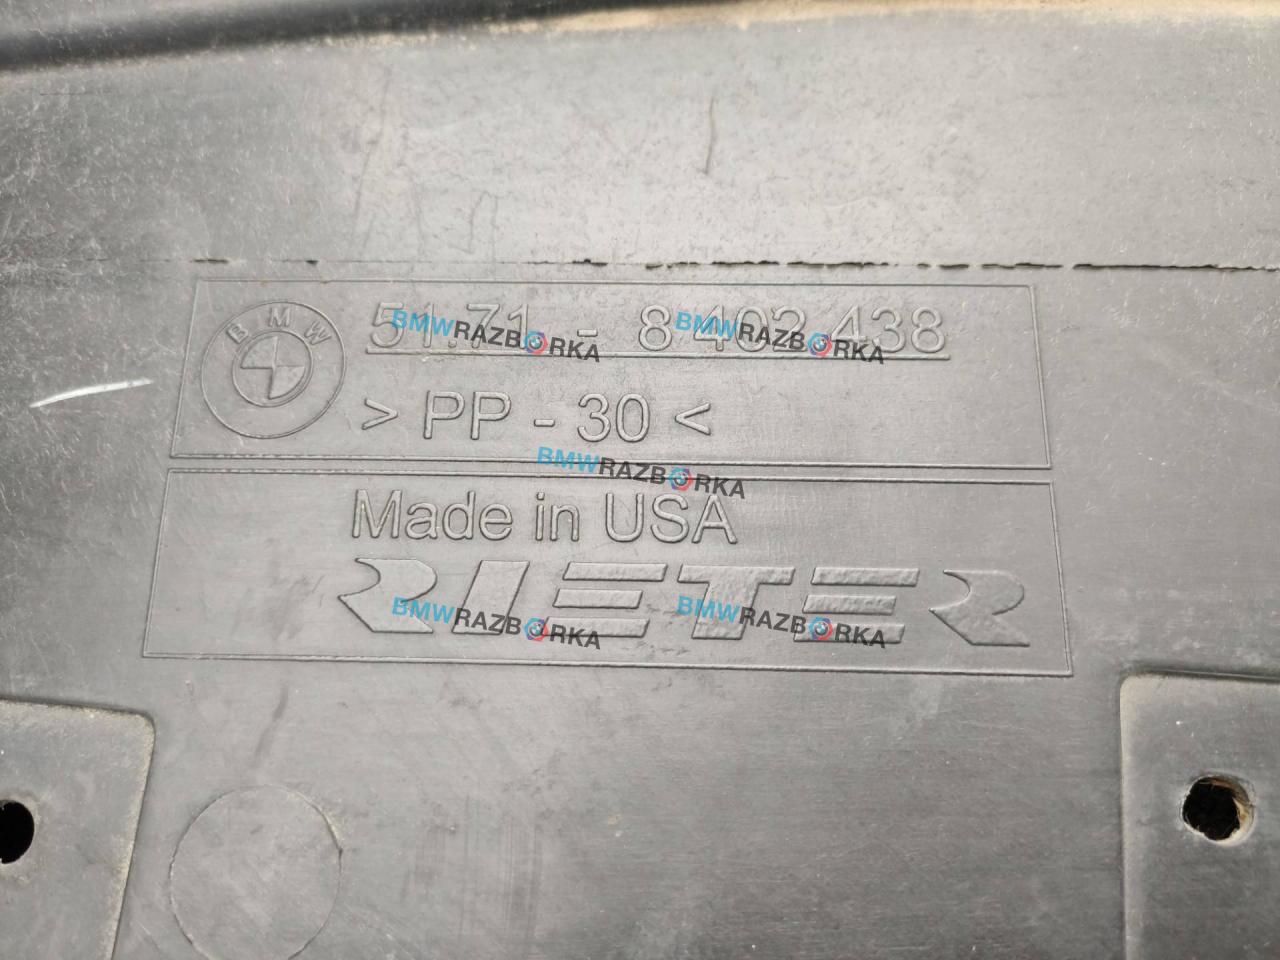 BMW
51.71 - 8 402 438
BMWRAZBORKA BMWRAZBORKA
> PP - 30 <
BMWRAZBORKA
Made in USA
RIETER
BMWRAZBORKA BMWRAZBORKA